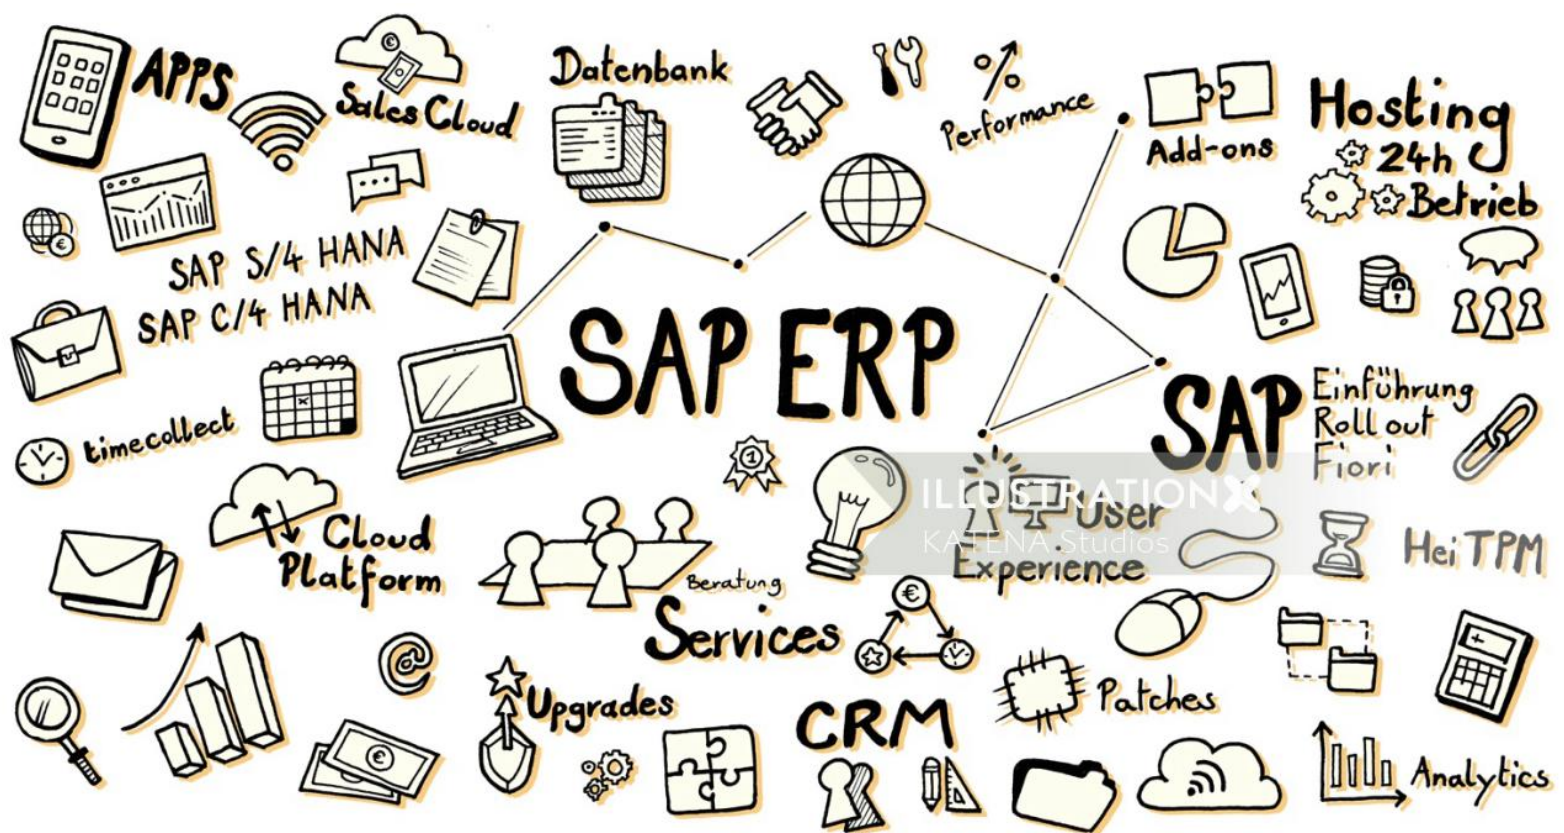 APPS
Sales Cloud
Datenbank
Performance
Add-ons
Hosting
24h
Betrieb
SAP S/4 HANA
SAP C/4 HANA
SAP ERP
timecollect
SAP
Einführung
Roll out
Fiori
1
Cloud
Platform
ILLUSTRATIONX
KATENA Studios
User
Experience
Hei TPM
Beratung
Services
€
@
Upgrades
CRM
Patches
Analytics